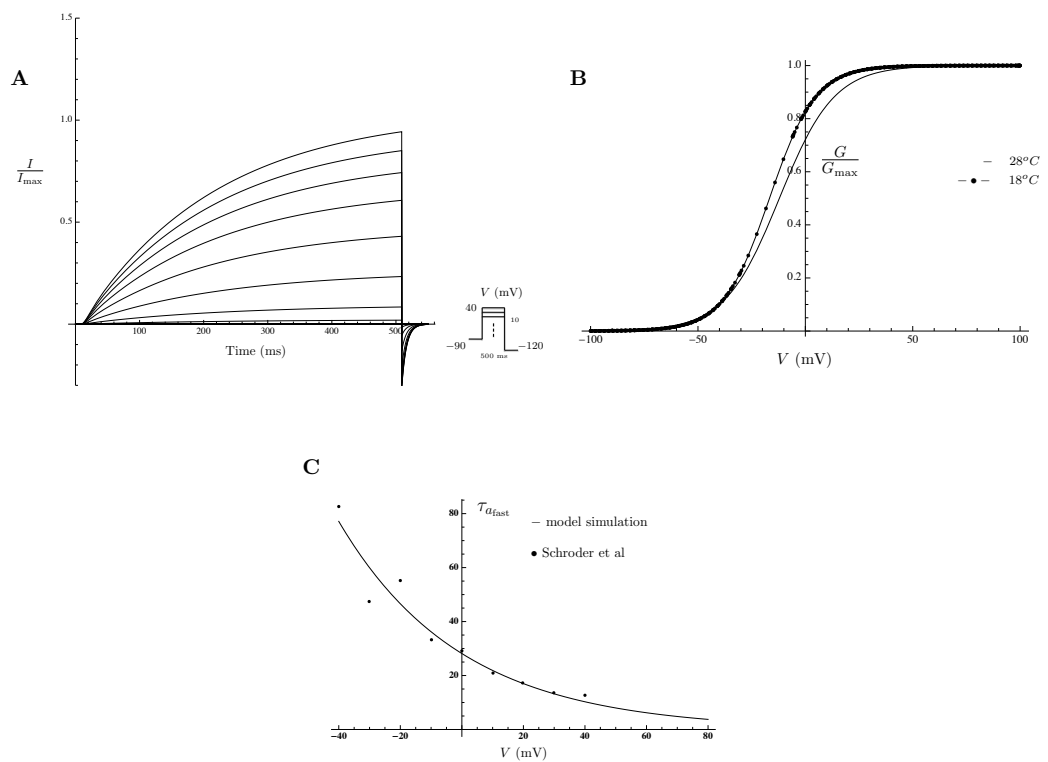 A
1.5
1.0
0.5
I
I_max
100
200
300
400
500
Time (ms)
V (mV)
40
10
−90
−120
500 ms
B
1.0
0.8
0.6
0.4
0.2
G
G_max
− 28°C
− • − 18°C
−100
−50
50
100
V (mV)
C
τ_a_fast
80
60
40
20
− model simulation
• Schroder et al
−40
−20
20
40
60
80
V (mV)